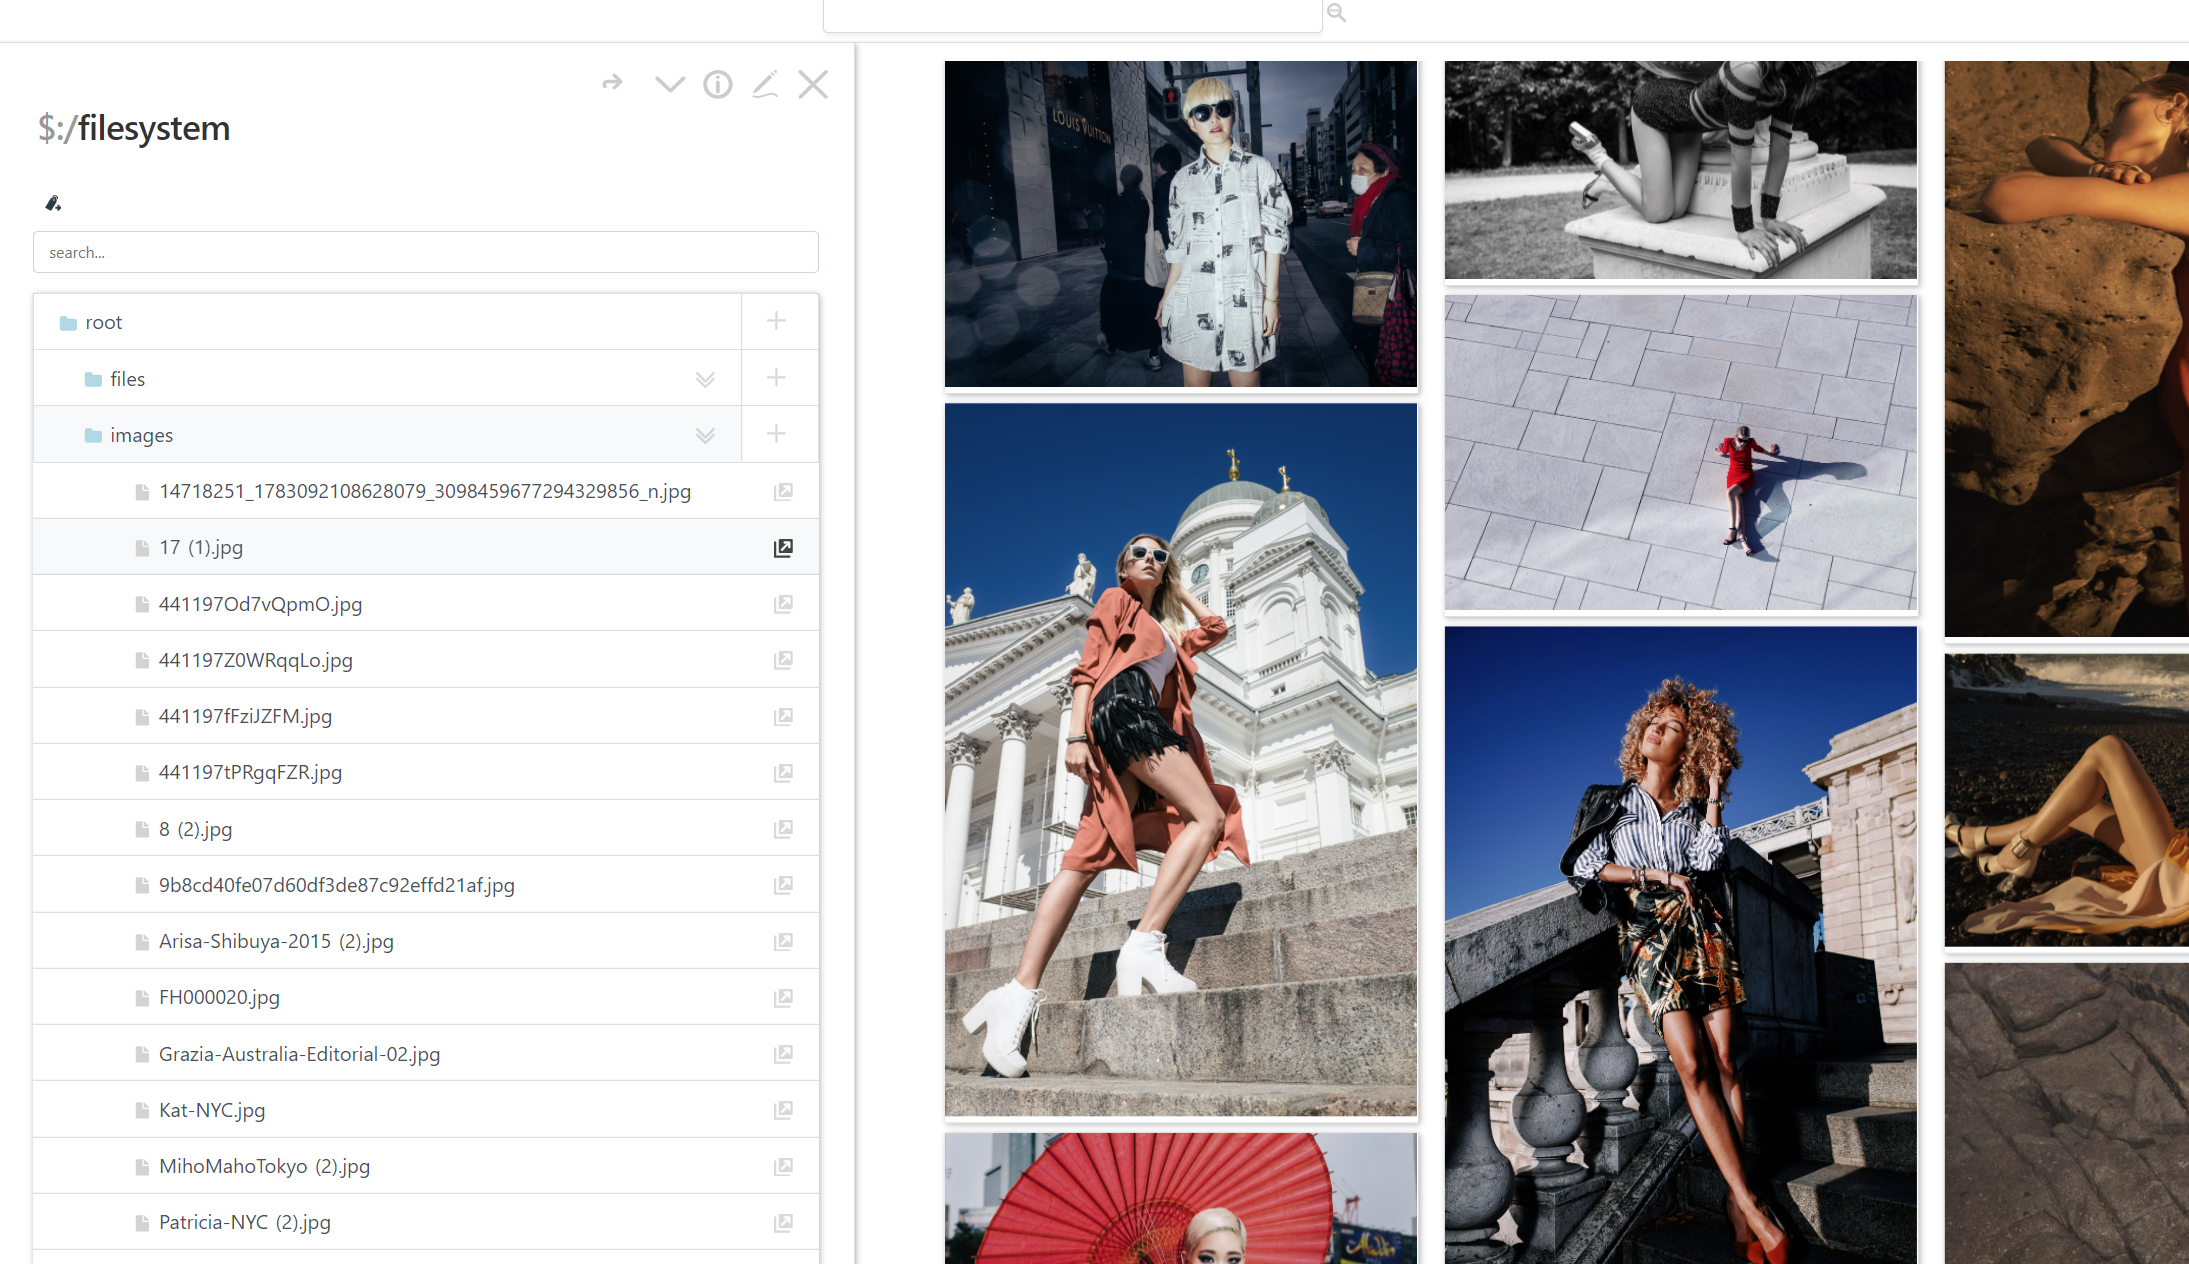 $:/filesystem
search...
root
files
images
14718251_1783092108628079_3098459677294329856_n.jpg
17 (1).jpg
441197Od7vQpmO.jpg
441197Z0WRqqLo.jpg
441197fFziJZFM.jpg
441197tPRgqFZR.jpg
8 (2).jpg
9b8cd40fe07d60df3de87c92effd21af.jpg
Arisa-Shibuya-2015 (2).jpg
FH000020.jpg
Grazia-Australia-Editorial-02.jpg
Kat-NYC.jpg
MihoMahoTokyo (2).jpg
Patricia-NYC (2).jpg
LOUIS VUITTON
Aladdin